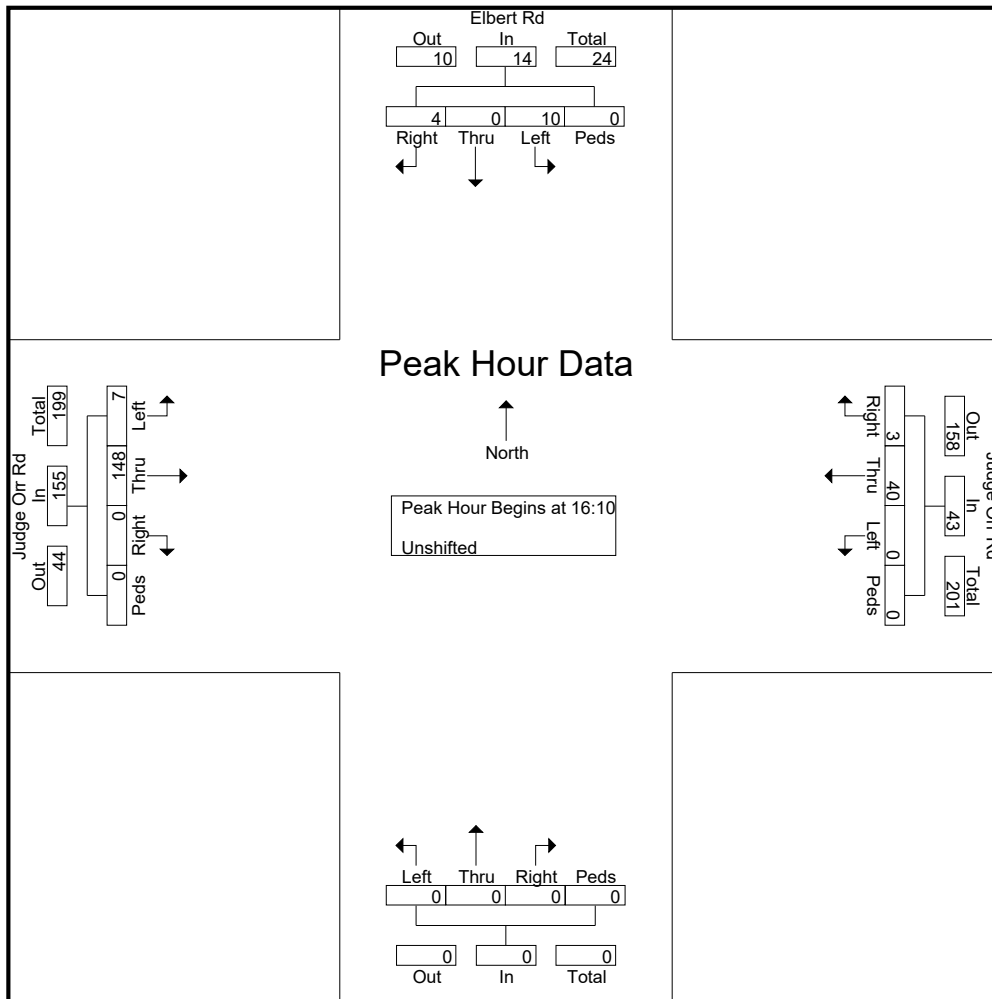 Elbert Rd
Out In Total
10 14 24
4 0 10 0
Right Thru Left Peds
Peak Hour Data
North
Peak Hour Begins at 16:10
Unshifted
Judge Orr Rd
Total In Out
199 155 44
7 148 0 0
Left Thru Right Peds
Judge Orr Rd
Out In Total
158 43 201
3 40 0 0
Right Thru Left Peds
Left Thru Right Peds
0 0 0 0
0 0 0
Out In Total